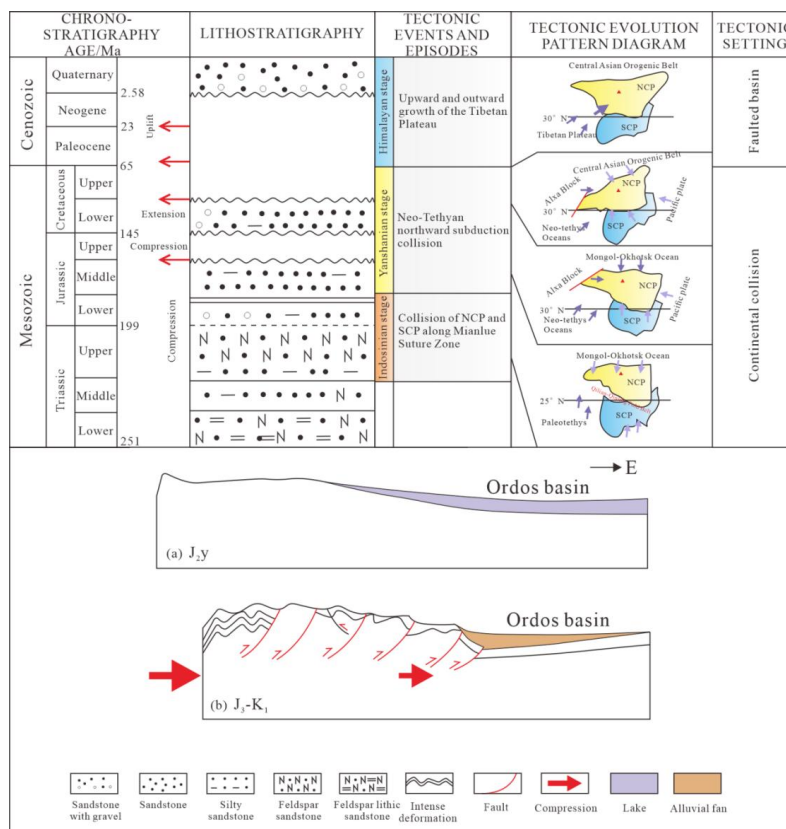 CHRONO-
STRATIGRAPHY
AGE/Ma
LITHOSTRATIGRAPHY
TECTONIC
EVENTS AND
EPISODES
TECTONIC EVOLUTION
PATTERN DIAGRAM
TECTONIC
SETTING
Cenozoic
Quaternary
2.58
Neogene
23
Paleocene
65
Uplift
Himalayan stage
Upward and outward
growth of the Tibetan
Plateau
Central Asian Orogenic Belt
NCP
30° N
SCP
Tibetan Plateau
Faulted basin
Mesozoic
Cretaceous
Upper
Lower
145
Extension
Jurassic
Upper
Middle
Lower
199
Compression
Compression
Triassic
Upper
Middle
Lower
251
Yanshanian stage
Neo-Tethyan
northward subduction
collision
Indosinian stage
Collision of NCP and
SCP along Mianlue
Suture Zone
Central Asian Orogenic Belt
Alxa Block
NCP
30° N
SCP
Neo-tethys
Oceans
Pacific plate
Mongol-Okhotsk Ocean
Alxa Block
NCP
30° N
SCP
Neo-tethys
Oceans
Pacific plate
Mongol-Okhotsk Ocean
NCP
25° N
SCP
Paleotethys
Continental collision
E
Ordos basin
(a) J₂y
Ordos basin
(b) J₃-K₁
Sandstone
with gravel
Sandstone
Silty
sandstone
Feldspar
sandstone
Feldspar lithic
sandstone
Intense
deformation
Fault
Compression
Lake
Alluvial fan